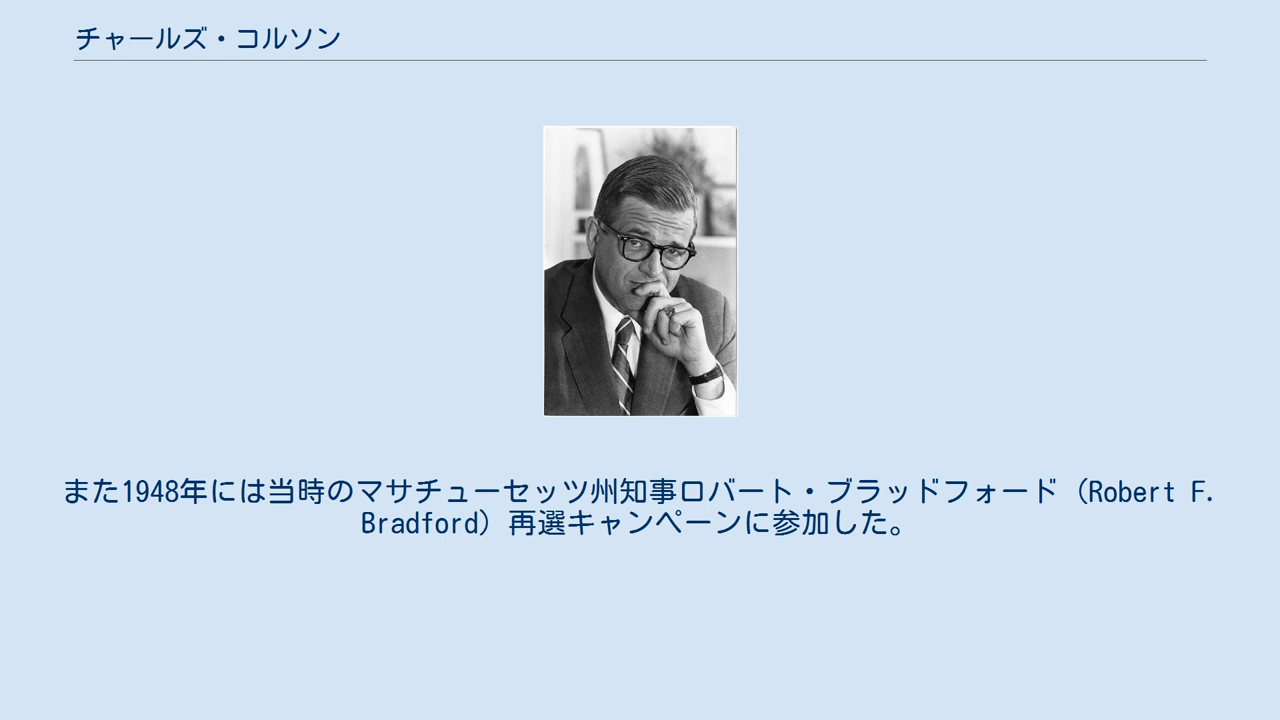 チャールズ・コルソン
また1948年には当時のマサチューセッツ州知事ロバート・ブラッドフォード（Robert F.
Bradford）再選キャンペーンに参加した。